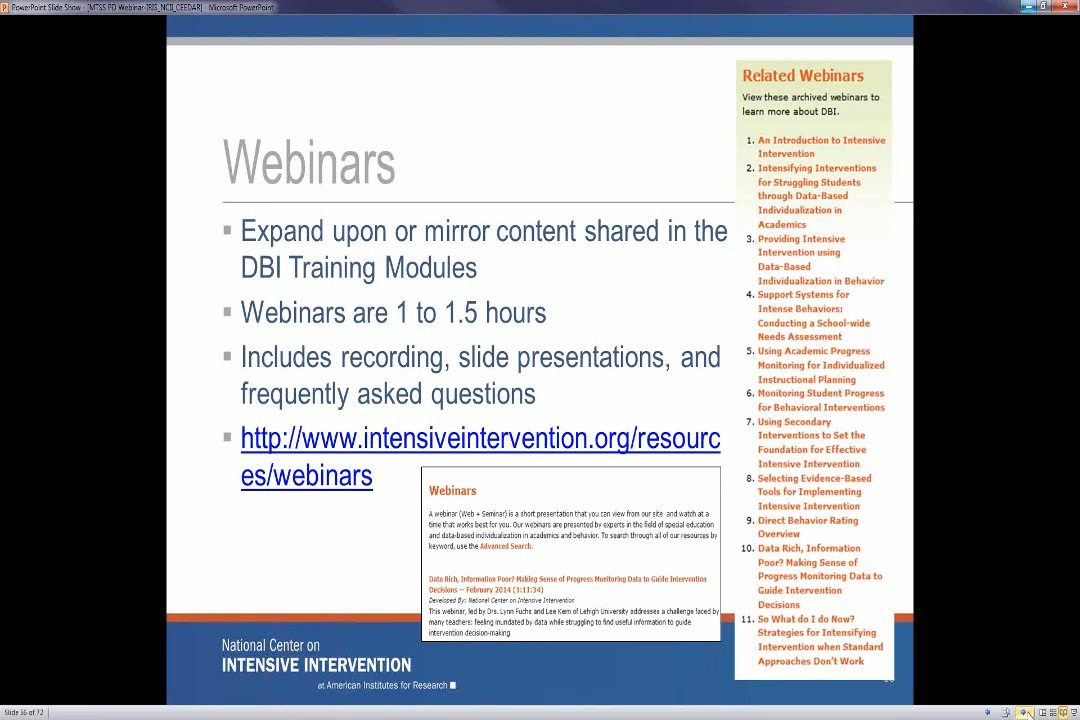 PowerPoint Slide Show - [MTSS PD Webinar-IRIS_NCII_CEEDAR] - Microsoft PowerPoint
Webinars
Expand upon or mirror content shared in the
DBI Training Modules
Webinars are 1 to 1.5 hours
Includes recording, slide presentations, and
frequently asked questions
http://www.intensiveintervention.org/resourc
es/webinars
Webinars
A webinar (Web + Seminar) is a short presentation that you can view from our site and watch at a
time that works best for you. Our webinars are presented by experts in the field of special education
and data-based individualization in academics and behavior. To search through all of our resources by
keyword, use the Advanced Search.
Data Rich, Information Poor? Making Sense of Progress Monitoring Data to Guide Intervention
Decisions — February 2014 (1:11:34)
Developed By: National Center on Intensive Intervention
This webinar, led by Drs. Lynn Fuchs and Lee Kern of Lehigh University addresses a challenge faced by
many teachers: feeling inundated by data while struggling to find useful information to guide
intervention decision-making
Related Webinars
View these archived webinars to
learn more about DBI.
1. An Introduction to Intensive
Intervention
2. Intensifying Interventions
for Struggling Students
through Data-Based
Individualization in
Academics
3. Providing Intensive
Intervention using
Data-Based
Individualization in Behavior
4. Support Systems for
Intense Behaviors:
Conducting a School-wide
Needs Assessment
5. Using Academic Progress
Monitoring for Individualized
Instructional Planning
6. Monitoring Student Progress
for Behavioral Interventions
7. Using Secondary
Interventions to Set the
Foundation for Effective
Intensive Intervention
8. Selecting Evidence-Based
Tools for Implementing
Intensive Intervention
9. Direct Behavior Rating
Overview
10. Data Rich, Information
Poor? Making Sense of
Progress Monitoring Data to
Guide Intervention
Decisions
11. So What do I do Now?
Strategies for Intensifying
Intervention when Standard
Approaches Don't Work
National Center on
INTENSIVE INTERVENTION
at American Institutes for Research
Slide 36 of 72